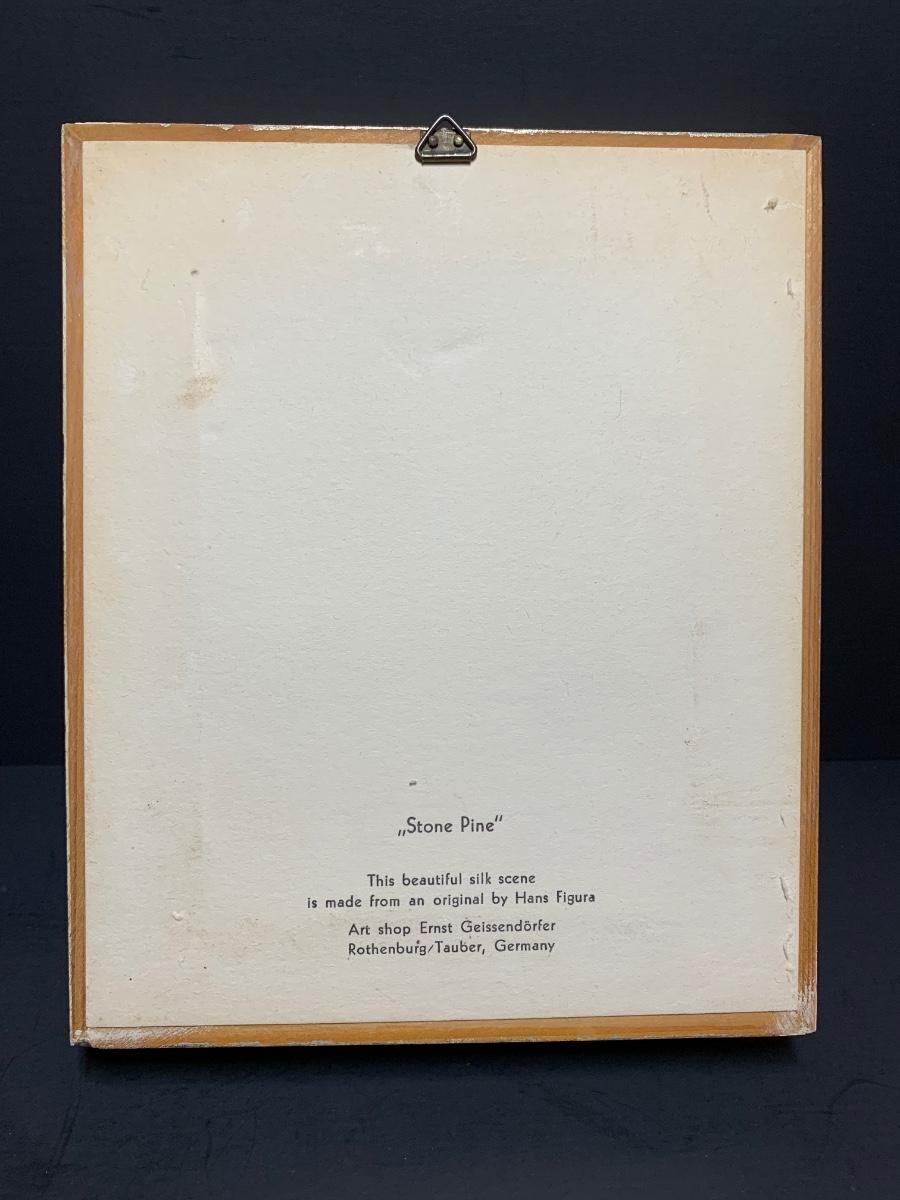 „Stone Pine“
This beautiful silk scene
is made from an original by Hans Figura
Art shop Ernst Geissendörfer
Rothenburg/Tauber, Germany